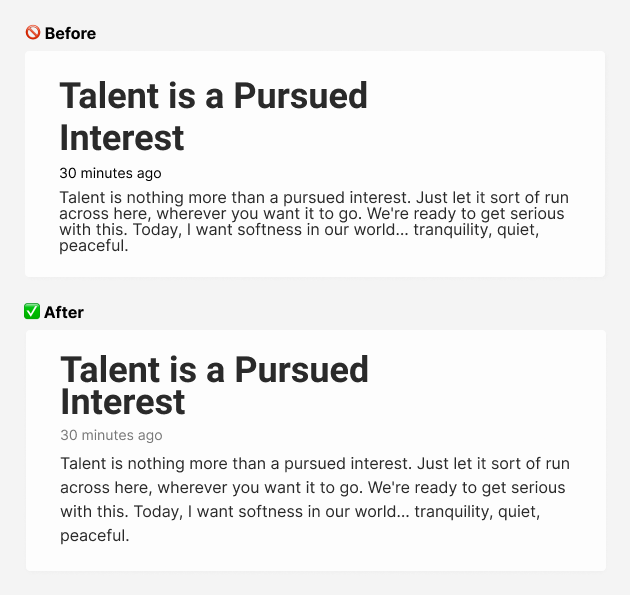 🚫 Before
Talent is a Pursued
Interest
30 minutes ago
Talent is nothing more than a pursued interest. Just let it sort of run
across here, wherever you want it to go. We're ready to get serious
with this. Today, I want softness in our world... tranquility, quiet,
peaceful.
✅ After
Talent is a Pursued
Interest
30 minutes ago
Talent is nothing more than a pursued interest. Just let it sort of run
across here, wherever you want it to go. We're ready to get serious
with this. Today, I want softness in our world... tranquility, quiet,
peaceful.